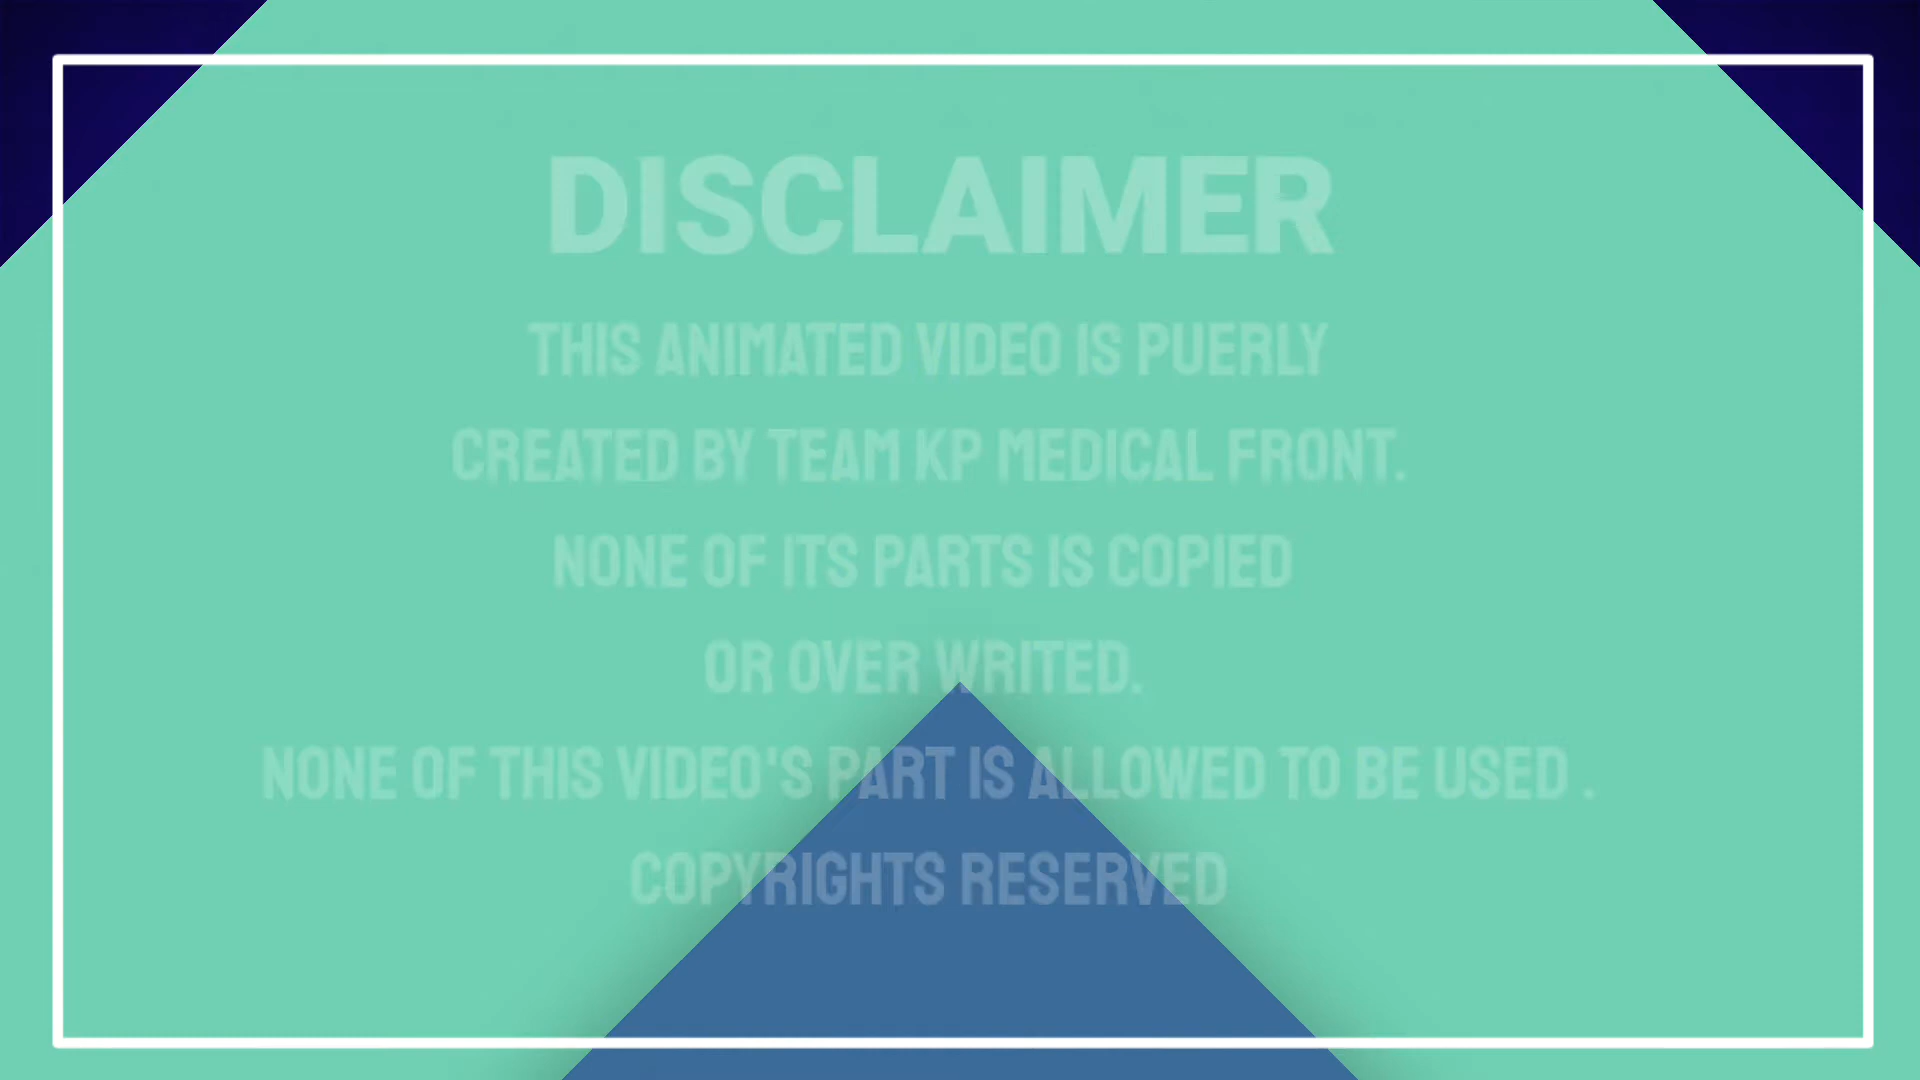 DISCLAIMER
THIS ANIMATED VIDEO IS PUERLY
CREATED BY TEAM KP MEDICAL FRONT.
NONE OF ITS PARTS IS COPIED
OR OVER WRITED.
NONE OF THIS VIDEO'S PART IS ALLOWED TO BE USED .
COPYRIGHTS RESERVED